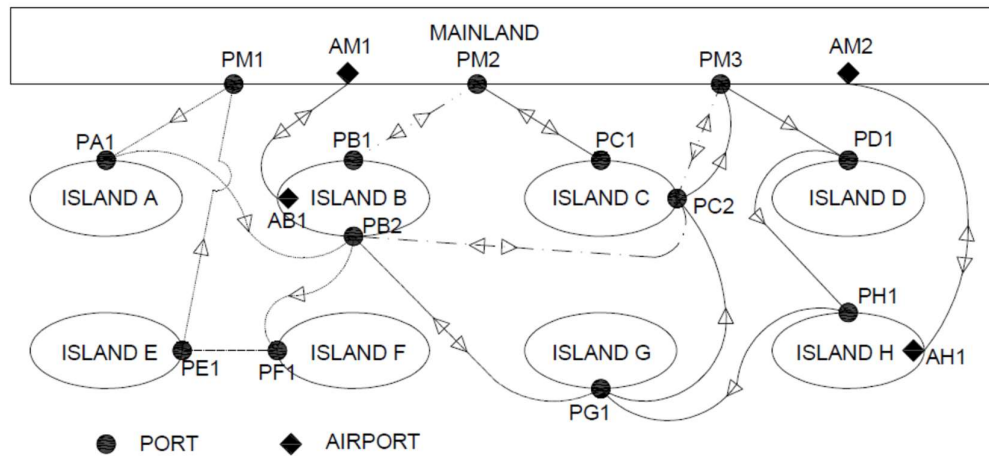 MAINLAND
PM1
AM1
PM2
PM3
AM2
PA1
PB1
PC1
PD1
ISLAND A
ISLAND B
ISLAND C
ISLAND D
AB1
PC2
PB2
PH1
ISLAND E
ISLAND F
ISLAND G
ISLAND H
PE1
PF1
AH1
PG1
PORT
AIRPORT